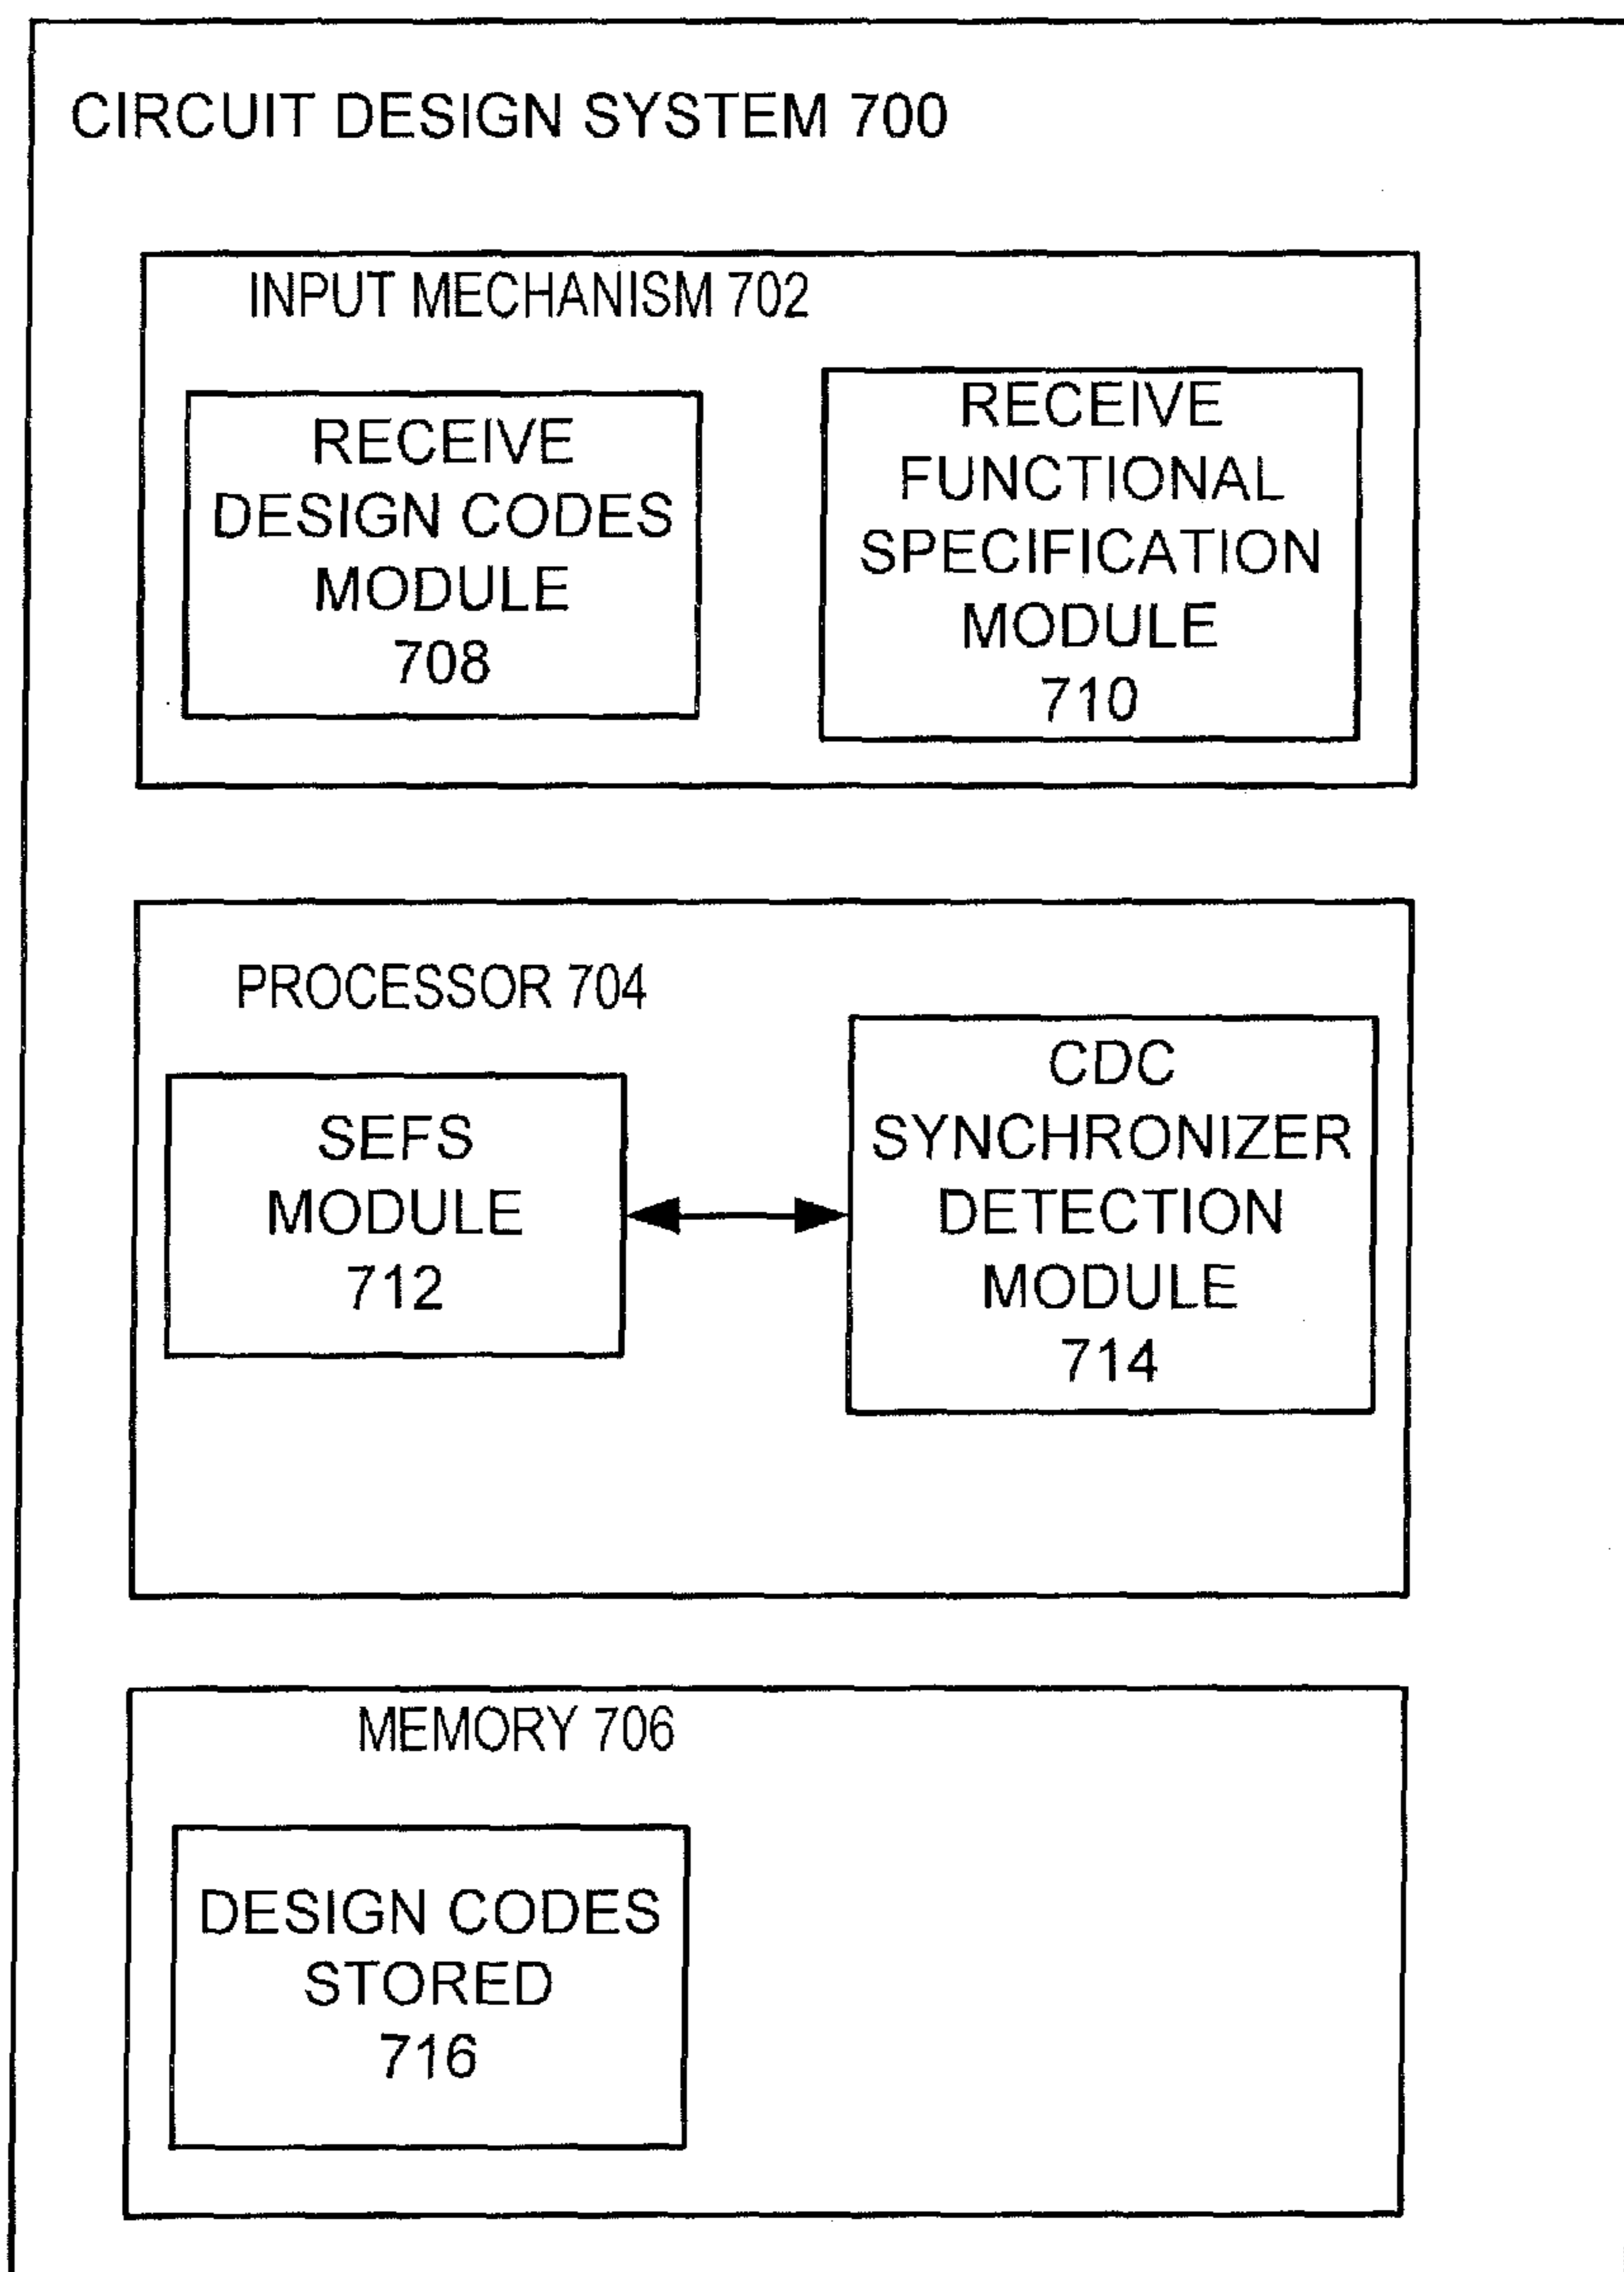 CIRCUIT DESIGN SYSTEM 700
INPUT MECHANISM 702
RECEIVE
DESIGN CODES
MODULE
708
RECEIVE
FUNCTIONAL
SPECIFICATION
MODULE
710
PROCESSOR 704
SEFS
MODULE
712
CDC
SYNCHRONIZER
DETECTION
MODULE
714
MEMORY 706
DESIGN CODES
STORED
716